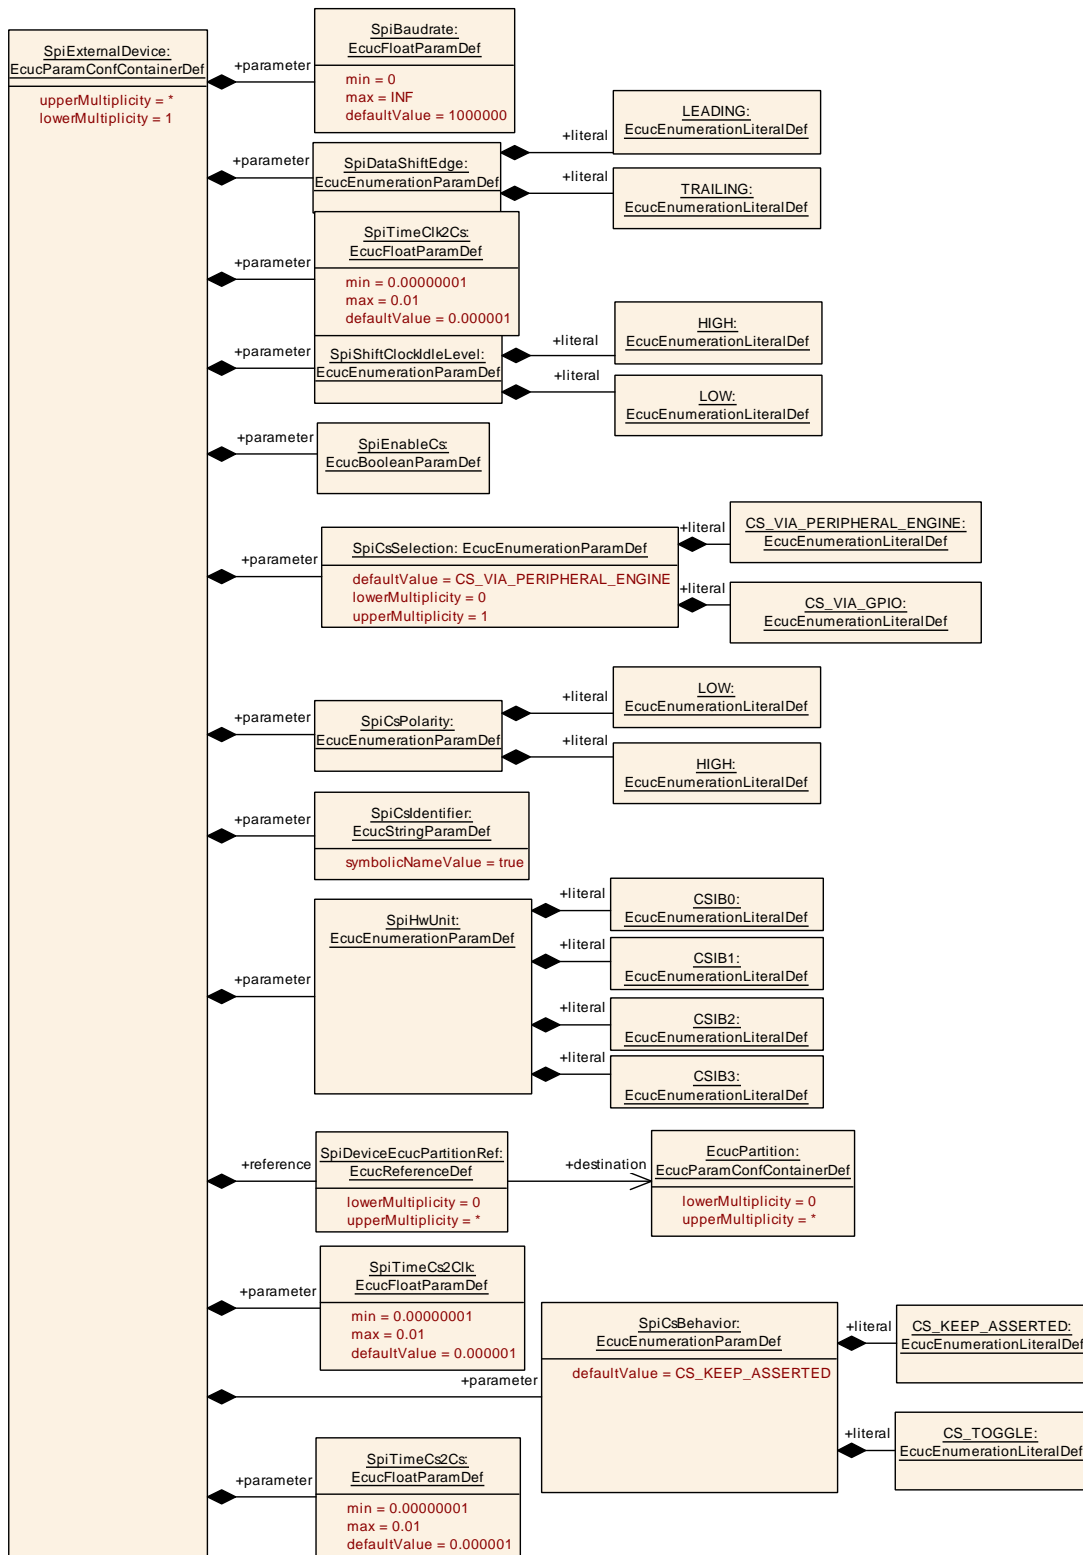 SpiExternalDevice:
EcucParamConfContainerDef
upperMultiplicity = *
lowerMultiplicity = 1
+parameter
SpiBaudrate:
EcucFloatParamDef
min = 0
max = INF
defaultValue = 1000000
+parameter
SpiDataShiftEdge:
EcucEnumerationParamDef
+literal
LEADING:
EcucEnumerationLiteralDef
+literal
TRAILING:
EcucEnumerationLiteralDef
+parameter
SpiTimeClk2Cs:
EcucFloatParamDef
min = 0.00000001
max = 0.01
defaultValue = 0.000001
+parameter
SpiShiftClockIdleLevel:
EcucEnumerationParamDef
+literal
HIGH:
EcucEnumerationLiteralDef
+literal
LOW:
EcucEnumerationLiteralDef
+parameter
SpiEnableCs:
EcucBooleanParamDef
+parameter
SpiCsSelection: EcucEnumerationParamDef
defaultValue = CS_VIA_PERIPHERAL_ENGINE
lowerMultiplicity = 0
upperMultiplicity = 1
+literal
CS_VIA_PERIPHERAL_ENGINE:
EcucEnumerationLiteralDef
+literal
CS_VIA_GPIO:
EcucEnumerationLiteralDef
+parameter
SpiCsPolarity:
EcucEnumerationParamDef
+literal
LOW:
EcucEnumerationLiteralDef
+literal
HIGH:
EcucEnumerationLiteralDef
+parameter
SpiCsIdentifier:
EcucStringParamDef
symbolicNameValue = true
+parameter
SpiHwUnit:
EcucEnumerationParamDef
+literal
CSIB0:
EcucEnumerationLiteralDef
+literal
CSIB1:
EcucEnumerationLiteralDef
+literal
CSIB2:
EcucEnumerationLiteralDef
+literal
CSIB3:
EcucEnumerationLiteralDef
+reference
SpiDeviceEcucPartitionRef:
EcucReferenceDef
lowerMultiplicity = 0
upperMultiplicity = *
+destination
EcucPartition:
EcucParamConfContainerDef
lowerMultiplicity = 0
upperMultiplicity = *
+parameter
SpiTimeCs2Clk:
EcucFloatParamDef
min = 0.00000001
max = 0.01
defaultValue = 0.000001
+parameter
SpiCsBehavior:
EcucEnumerationParamDef
defaultValue = CS_KEEP_ASSERTED
+literal
CS_KEEP_ASSERTED:
EcucEnumerationLiteralDef
+literal
CS_TOGGLE:
EcucEnumerationLiteralDef
+parameter
SpiTimeCs2Cs:
EcucFloatParamDef
min = 0.00000001
max = 0.01
defaultValue = 0.000001